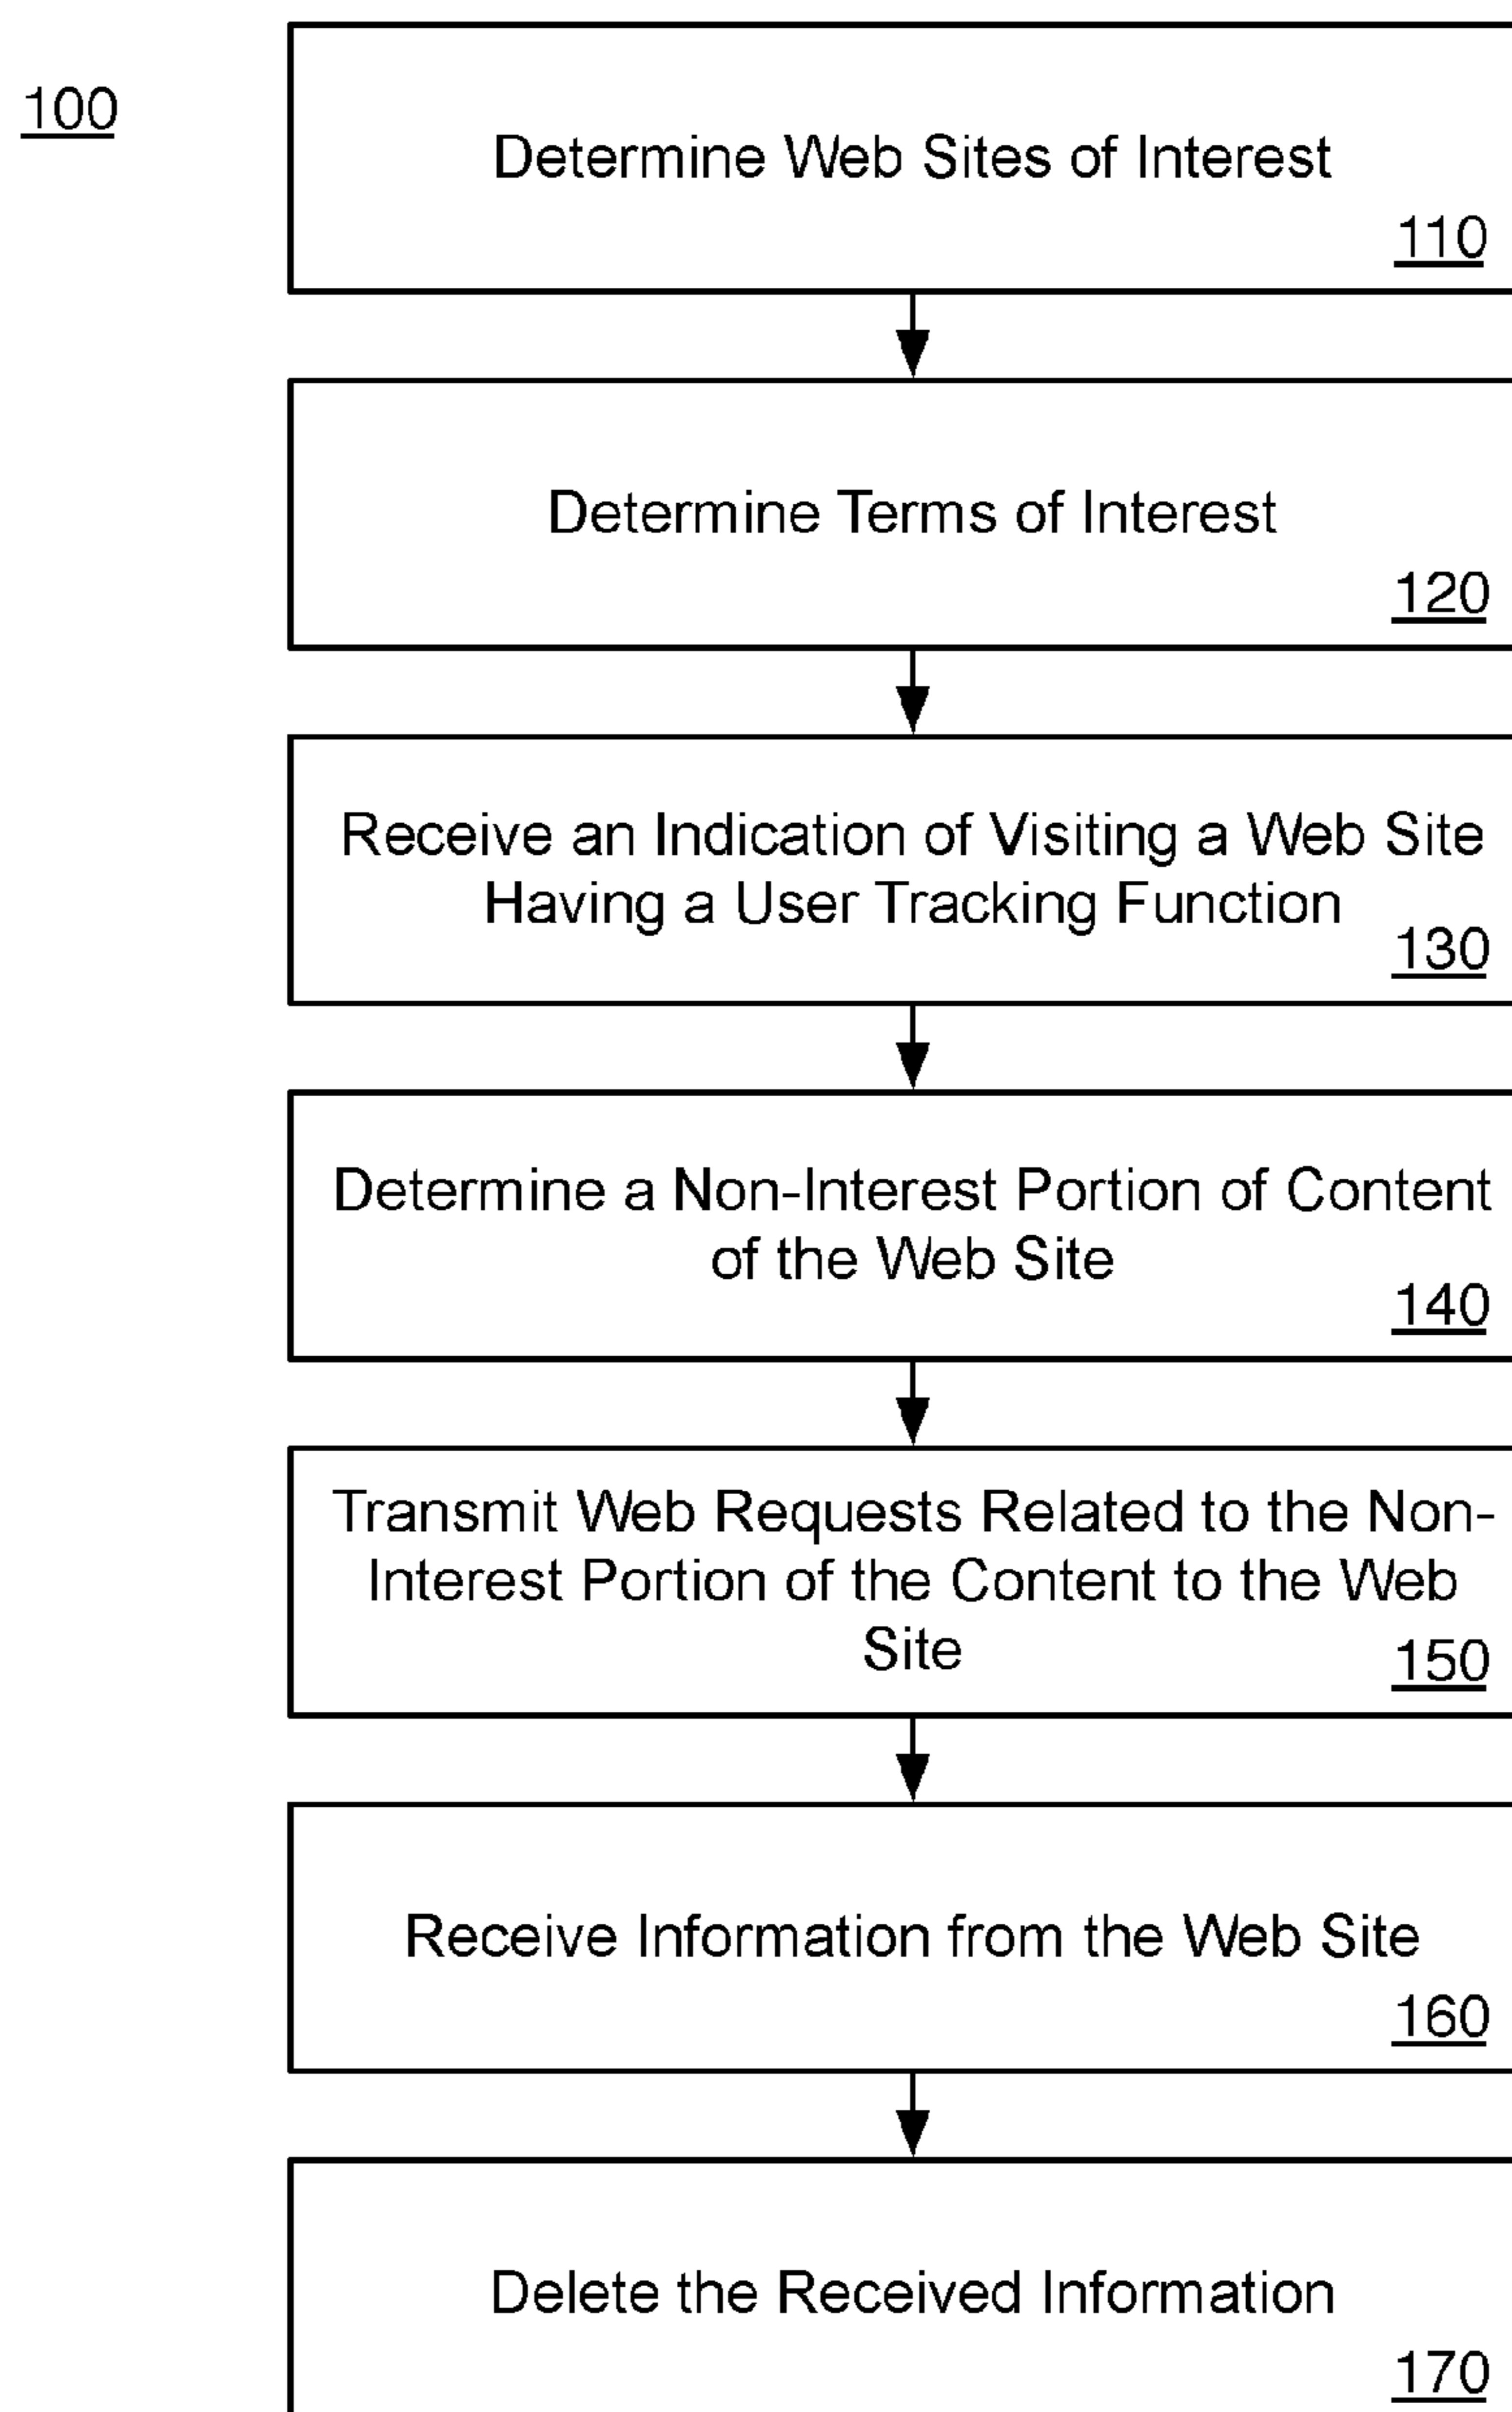 100
Determine Web Sites of Interest
110
Determine Terms of Interest
120
Receive an Indication of Visiting a Web Site
Having a User Tracking Function
130
Determine a Non-Interest Portion of Content
of the Web Site
140
Transmit Web Requests Related to the Non-
Interest Portion of the Content to the Web
Site
150
Receive Information from the Web Site
160
Delete the Received Information
170